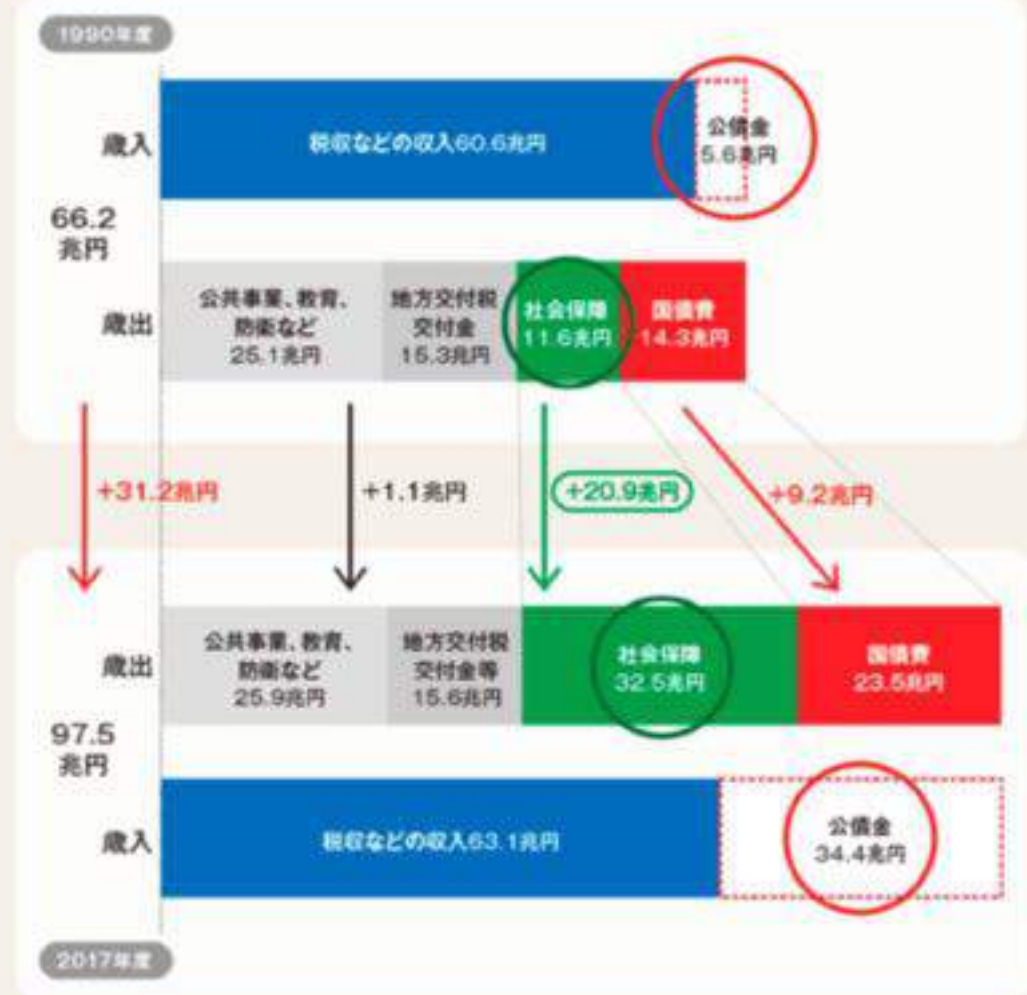 1990年度
歳入
税収などの収入60.6兆円
公債金
5.6兆円
66.2
兆円
歳出
公共事業、教育、
防衛など
25.1兆円
地方交付税
交付金
15.3兆円
社会保障
11.6兆円
国債費
14.3兆円
+31.2兆円
+1.1兆円
+20.9兆円
+9.2兆円
歳出
公共事業、教育、
防衛など
25.9兆円
地方交付税
交付金等
15.6兆円
社会保障
32.5兆円
国債費
23.5兆円
97.5
兆円
歳入
税収などの収入63.1兆円
公債金
34.4兆円
2017年度